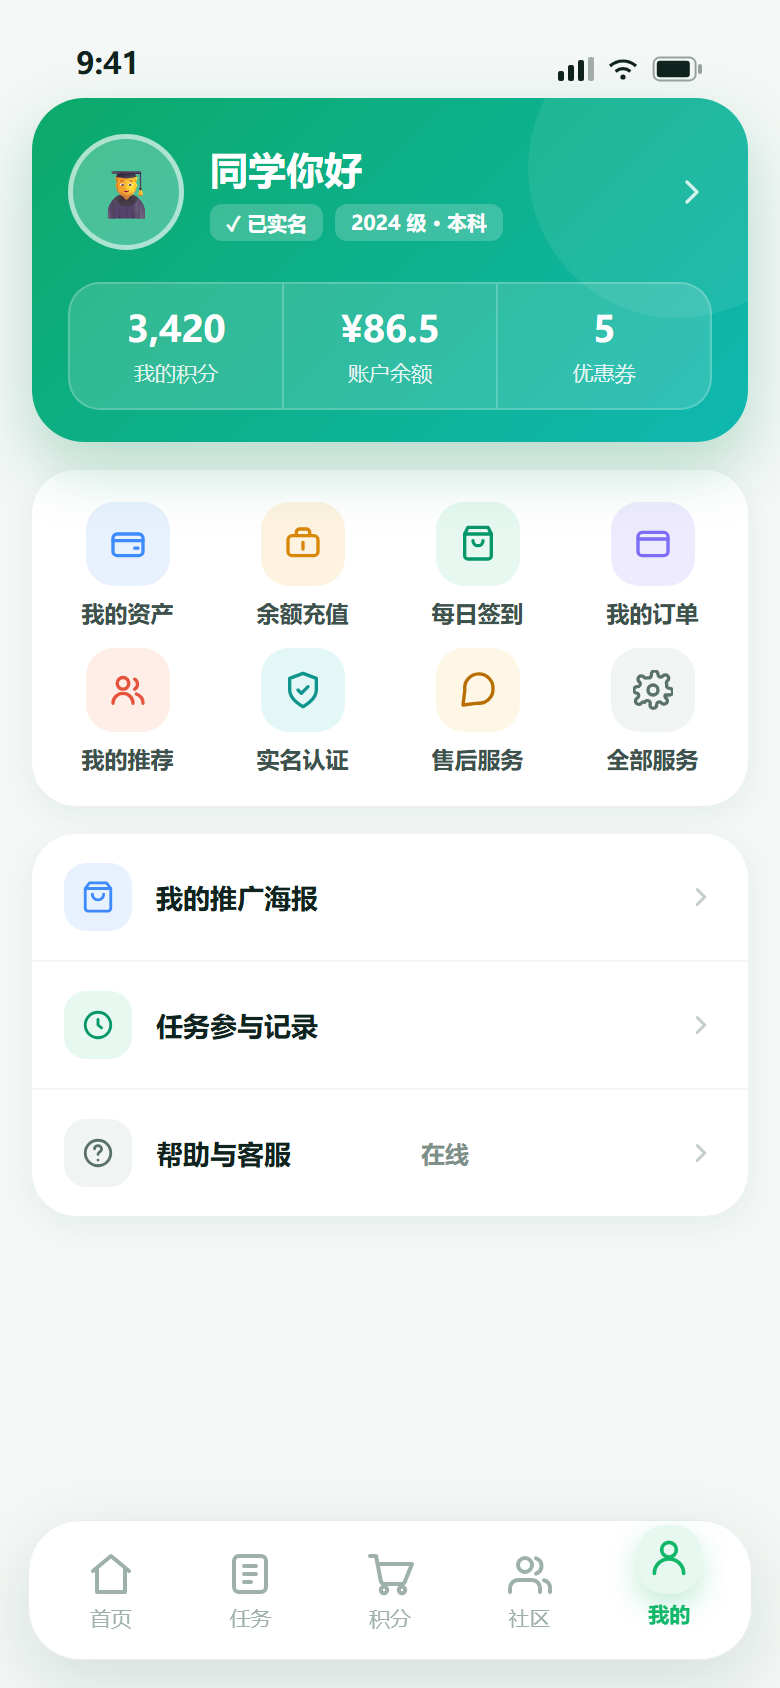 9:41
同学你好
✓ 已实名
2024 级 • 本科
3,420
¥86.5
5
我的积分
账户余额
优惠券
我的资产
余额充值
每日签到
我的订单
我的推荐
实名认证
售后服务
全部服务
我的推广海报
任务参与记录
帮助与客服
在线
首页
任务
积分
社区
我的